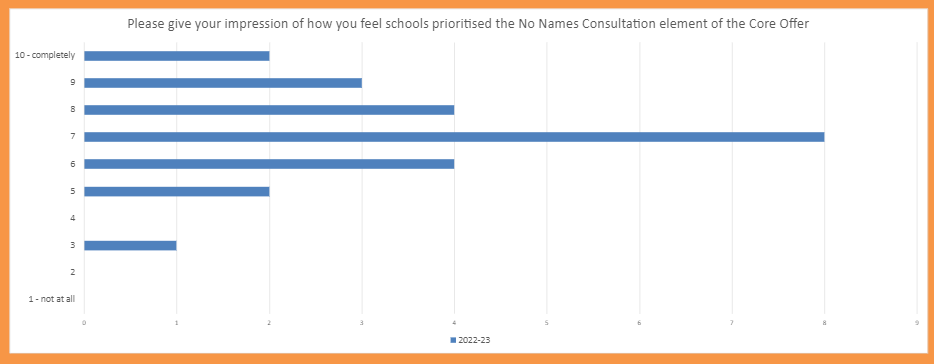 Please give your impression of how you feel schools prioritised the No Names Consultation element of the Core Offer
10 - completely
9
8
7
6
5
4
3
2
1 - not at all
0 1 2 3 4 5 6 7 8 9
2022-23